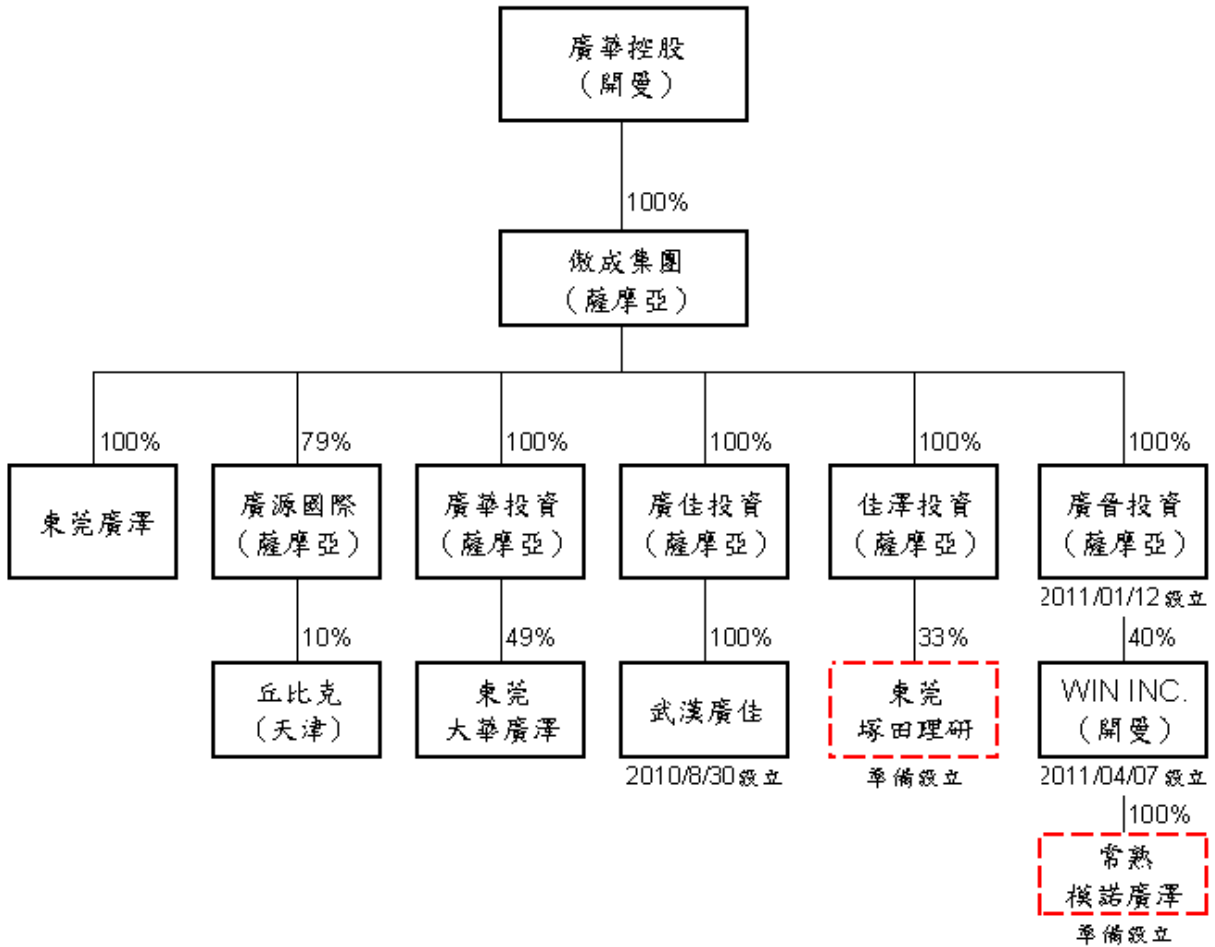 廣華控股
(開曼)
100%
傲成集團
(薩摩亞)
100%
79%
100%
100%
100%
100%
東莞廣澤
廣源國際
(薩摩亞)
廣華投資
(薩摩亞)
廣佳投資
(薩摩亞)
佳澤投資
(薩摩亞)
廣晉投資
(薩摩亞)
2011/01/12 設立
10%
49%
100%
33%
40%
丘比克
(天津)
東莞
大華廣澤
武漢廣佳
東莞
塚田理研
WIN INC.
(開曼)
2010/8/30 設立
準備設立
2011/04/07 設立
100%
常熟
模諾廣澤
準備設立